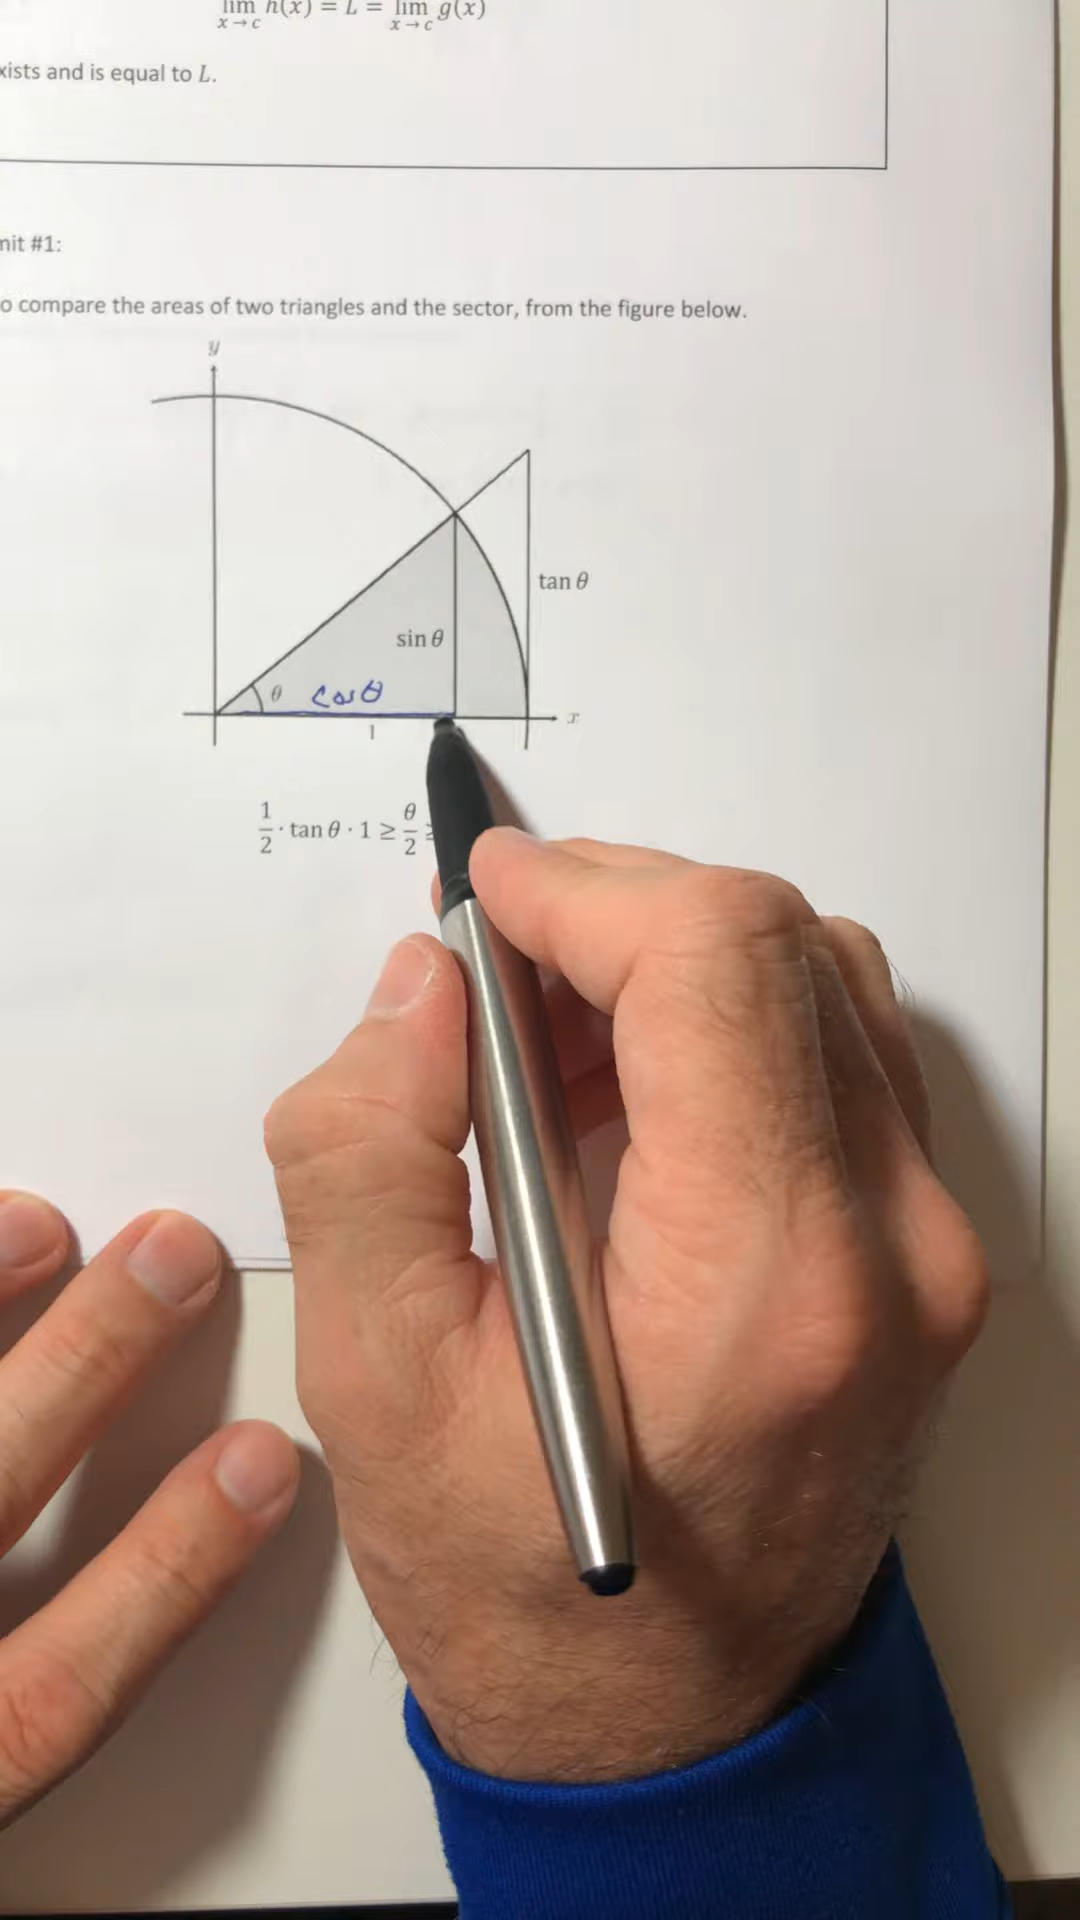 lim h(x) = L = lim g(x)
x→c x→c
xists and is equal to L.
mit #1:
o compare the areas of two triangles and the sector, from the figure below.
y
tan θ
sin θ
θ cos θ
x
1
1/2 · tan θ · 1 ≥ θ/2 ≥